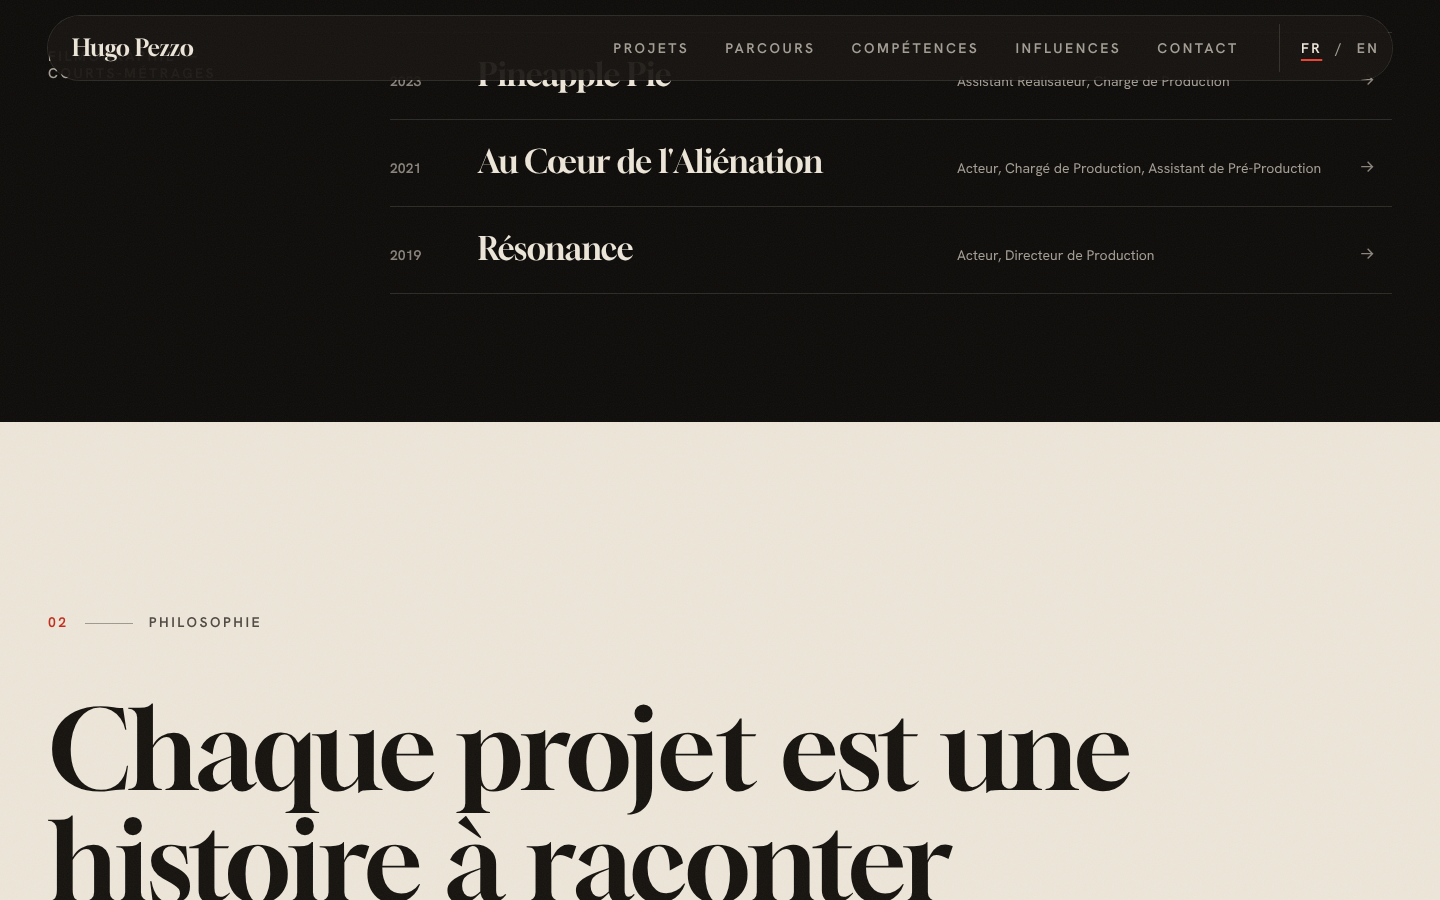 Hugo Pezzo
PROJETS PARCOURS COMPÉTENCES INFLUENCES CONTACT FR / EN
COURTS-MÉTRAGES
2023 Pineapple Pie Assistant Réalisateur, Chargé de Production →
2021 Au Cœur de l'Aliénation Acteur, Chargé de Production, Assistant de Pré-Production →
2019 Résonance Acteur, Directeur de Production →
02 PHILOSOPHIE
Chaque projet est une
histoire à raconter